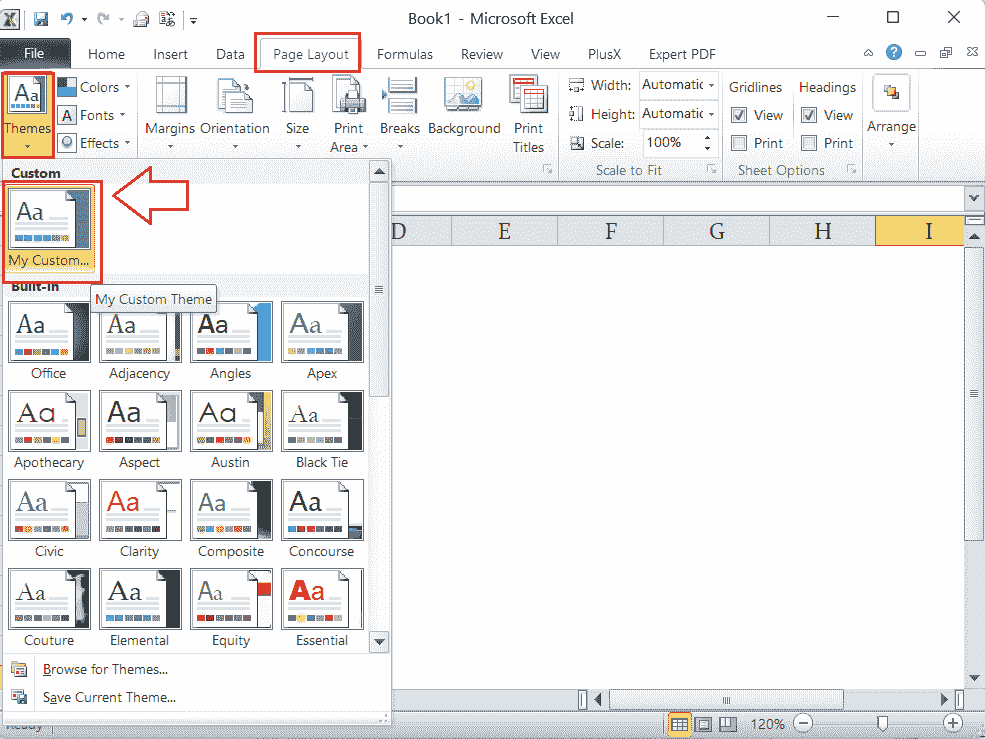 Book1 - Microsoft Excel
File Home Insert Data Page Layout Formulas Review View PlusX Expert PDF
Aa Themes
Colors
Fonts
Effects
Margins Orientation Size Print Area Breaks Background Print Titles
Width: Automatic
Height: Automatic
Scale: 100%
Scale to Fit
Gridlines Headings
View View
Print Print
Sheet Options
Arrange
Custom
Aa
My Custom...
Built-In
My Custom Theme
Aa Aa Aa Aa
Office Adjacency Angles Apex
Aa Aa Aa Aa
Apothecary Aspect Austin Black Tie
Aa Aa Aa Aa
Civic Clarity Composite Concourse
Aa Aa Aa Aa
Couture Elemental Equity Essential
Browse for Themes...
Save Current Theme...
D E F G H I
Ready
120%